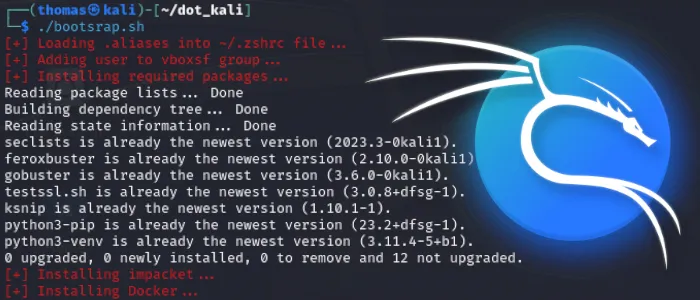 ┌──(thomas㉿kali)-[~/dot_kali]
└─$ ./bootsrap.sh
[+] Loading .aliases into ~/.zshrc file...
[+] Adding user to vboxsf group...
[+] Installing required packages...
Reading package lists... Done
Building dependency tree... Done
Reading state information... Done
seclists is already the newest version (2023.3-0kali1).
feroxbuster is already the newest version (2.10.0-0kali1)
gobuster is already the newest version (3.6.0-0kali1).
testssl.sh is already the newest version (3.0.8+dfsg-1).
ksnip is already the newest version (1.10.1-1).
python3-pip is already the newest version (23.2+dfsg-1).
python3-venv is already the newest version (3.11.4-5+b1).
0 upgraded, 0 newly installed, 0 to remove and 12 not upgraded.
[+] Installing impacket...
[+] Installing Docker...